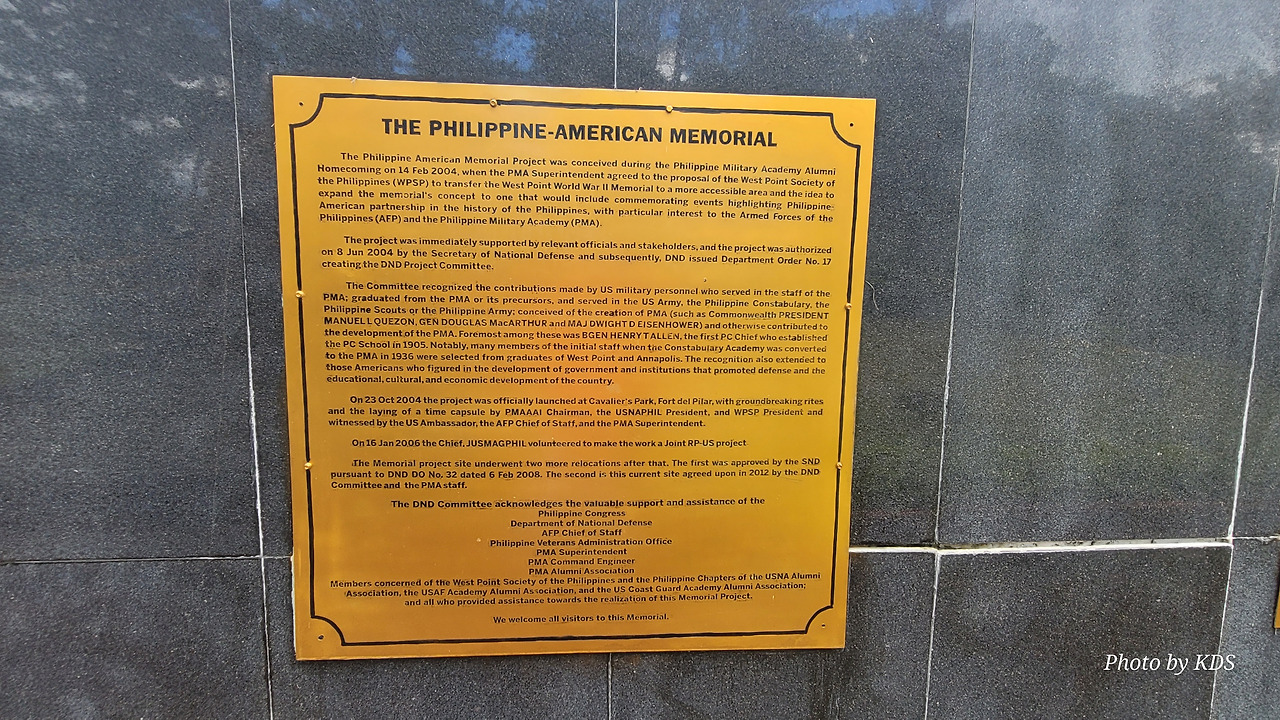 THE PHILIPPINE-AMERICAN MEMORIAL
The Philippine American Memorial Project was conceived during the Philippine Military Academy Alumni
Homecoming on 14 Feb 2004, when the PMA Superintendent agreed to the proposal of the West Point Society of
the Philippines (WPSP) to transfer the West Point World War II Memorial to a more accessible area and the idea to
expand the memorial's concept to one that would include commemorating events highlighting Philippine-
American partnership in the history of the Philippines, with particular interest to the Armed Forces of the
Philippines (AFP) and the Philippine Military Academy (PMA).
The project was immediately supported by relevant officials and stakeholders, and the project was authorized
on 8 Jun 2004 by the Secretary of National Defense and subsequently, DND issued Department Order No. 17
creating the DND Project Committee.
The Committee recognized the contributions made by US military personnel who served in the staff of the
PMA; graduated from the PMA or its precursors, and served in the US Army, the Philippine Constabulary, the
Philippine Scouts or the Philippine Army; conceived of the creation of PMA (such as Commonwealth PRESIDENT
MANUEL L QUEZON, GEN DOUGLAS MacARTHUR and MAJ DWIGHT D EISENHOWER) and otherwise contributed to
the development of the PMA. Foremost among these was BGEN HENRY T ALLEN, the first PC Chief who established
the PC School in 1905. Notably, many members of the initial staff when the Constabulary Academy was converted
to the PMA in 1936 were selected from graduates of West Point and Annapolis. The recognition also extended to
those Americans who figured in the development of government and institutions that promoted defense and the
educational, cultural, and economic development of the country.
On 23 Oct 2004 the project was officially launched at Cavalier's Park, Fort del Pilar, with groundbreaking rites
and the laying of a time capsule by PMAAAI Chairman, the USNAPHIL President, and WPSP President and
witnessed by the US Ambassador, the AFP Chief of Staff, and the PMA Superintendent.
On 16 Jan 2006 the Chief, JUSMAGPHIL volunteered to make the work a Joint RP-US project
The Memorial project site underwent two more relocations after that. The first was approved by the SND
pursuant to DND DO No. 32 dated 6 Feb 2008. The second is this current site agreed upon in 2012 by the DND
Committee and the PMA staff.
The DND Committee acknowledges the valuable support and assistance of the
Philippine Congress
Department of National Defense
AFP Chief of Staff
Philippine Veterans Administration Office
PMA Superintendent
PMA Command Engineer
PMA Alumni Association
Members concerned of the West Point Society of the Philippines and the Philippine Chapters of the USNA Alumni
Association, the USAF Academy Alumni Association, and the US Coast Guard Academy Alumni Association;
and all who provided assistance towards the realization of this Memorial Project.
We welcome all visitors to this Memorial.
Photo by KDS